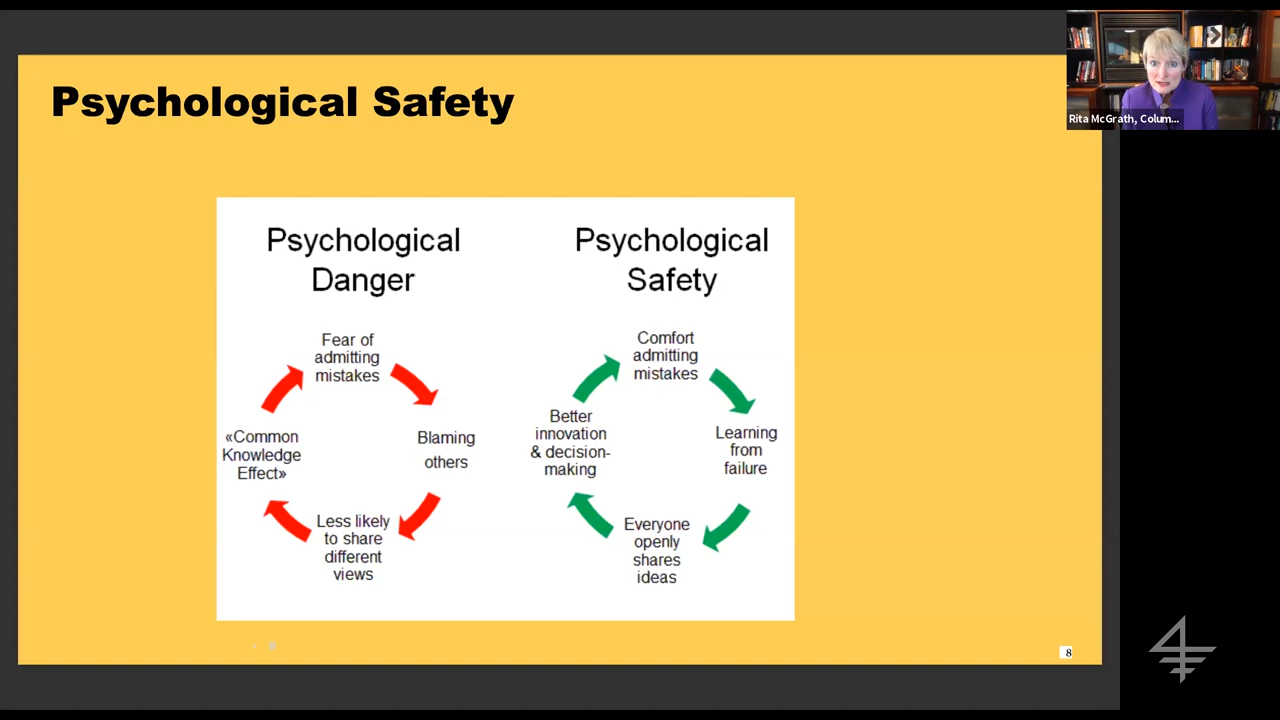 Psychological Safety
Rita McGrath, Colum...
Psychological
Danger
Fear of
admitting
mistakes
Blaming
others
Less likely
to share
different
views
«Common
Knowledge
Effect»
Psychological
Safety
Comfort
admitting
mistakes
Learning
from
failure
Everyone
openly
shares
ideas
Better
innovation
& decision-
making
8